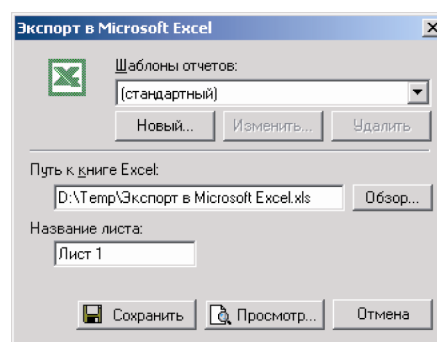 Экспорт в Microsoft Excel
Шаблоны отчетов:
(стандартный)
Новый... Изменить... Удалить
Путь к книге Excel:
D:\Temp\Экспорт в Microsoft Excel.xls Обзор...
Название листа:
Лист 1
Сохранить Просмотр... Отмена